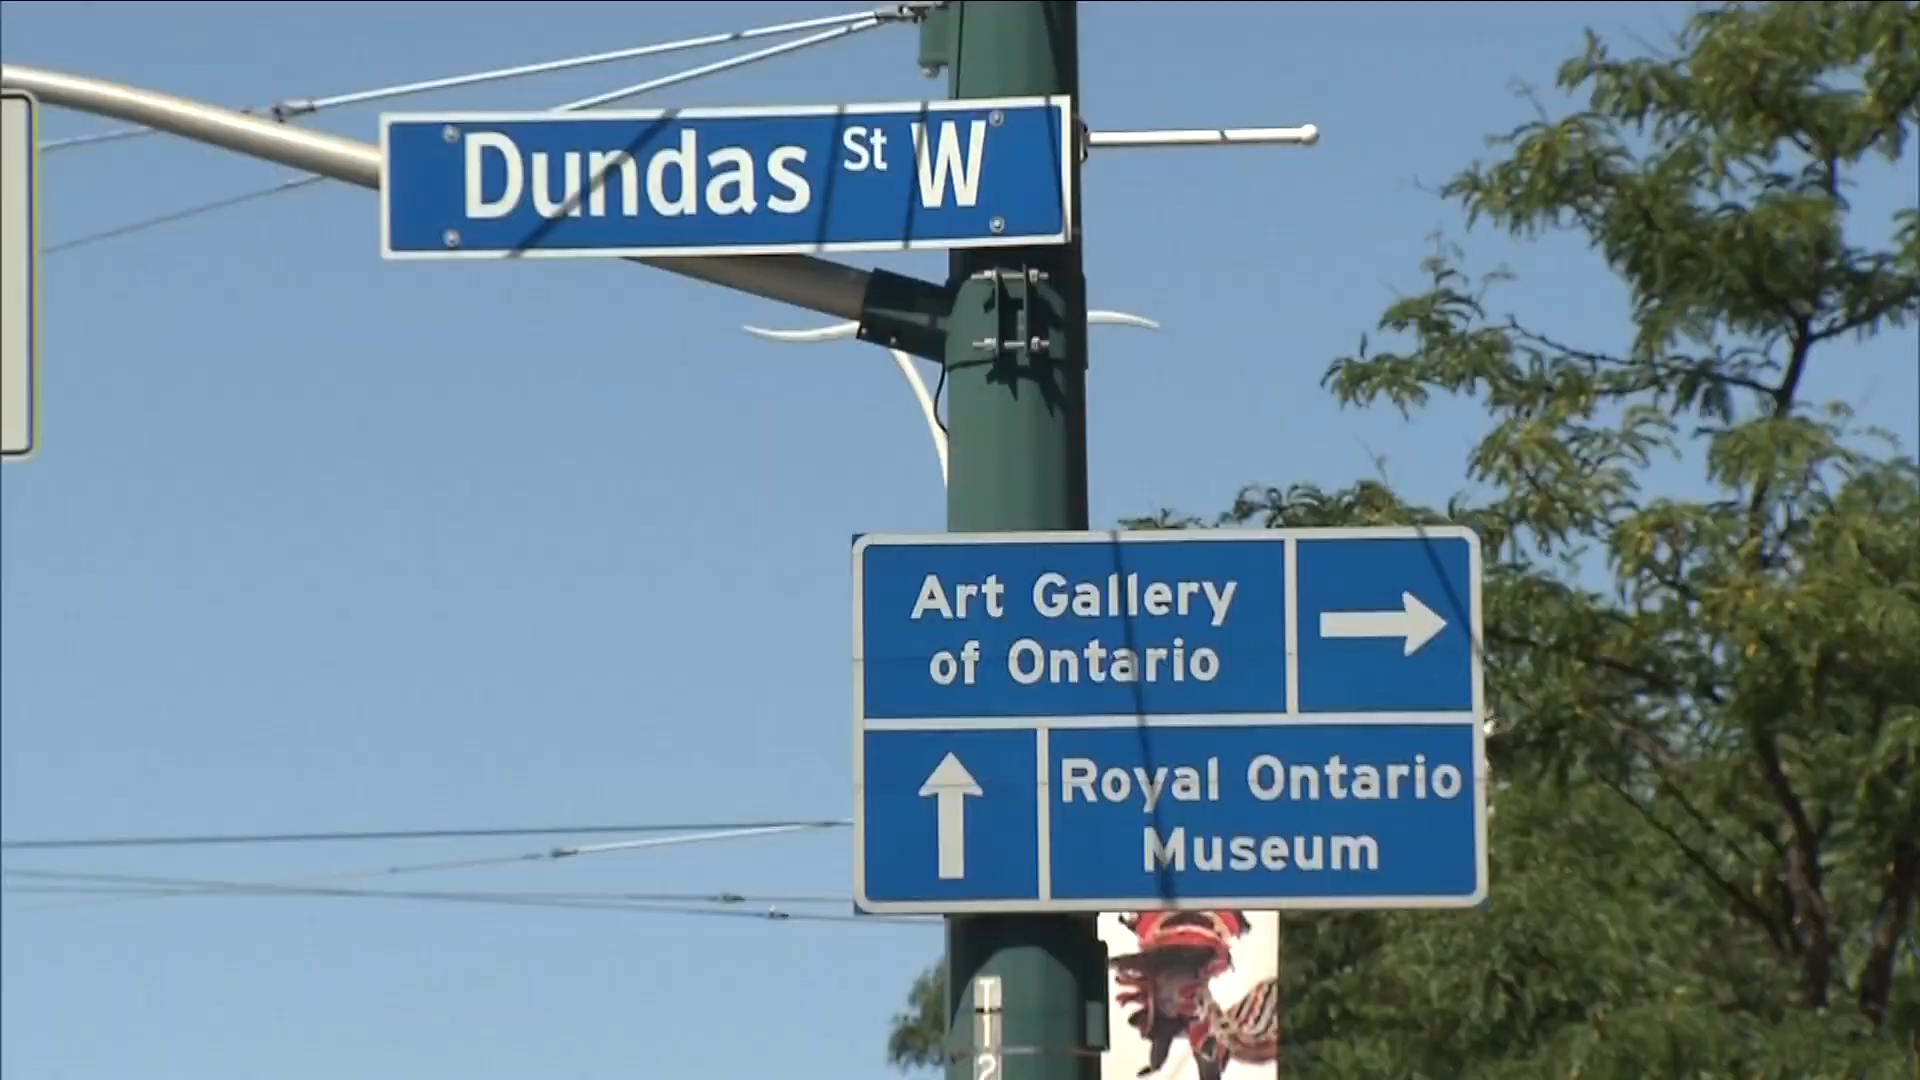 Dundas St W
Art Gallery
of Ontario
Royal Ontario
Museum